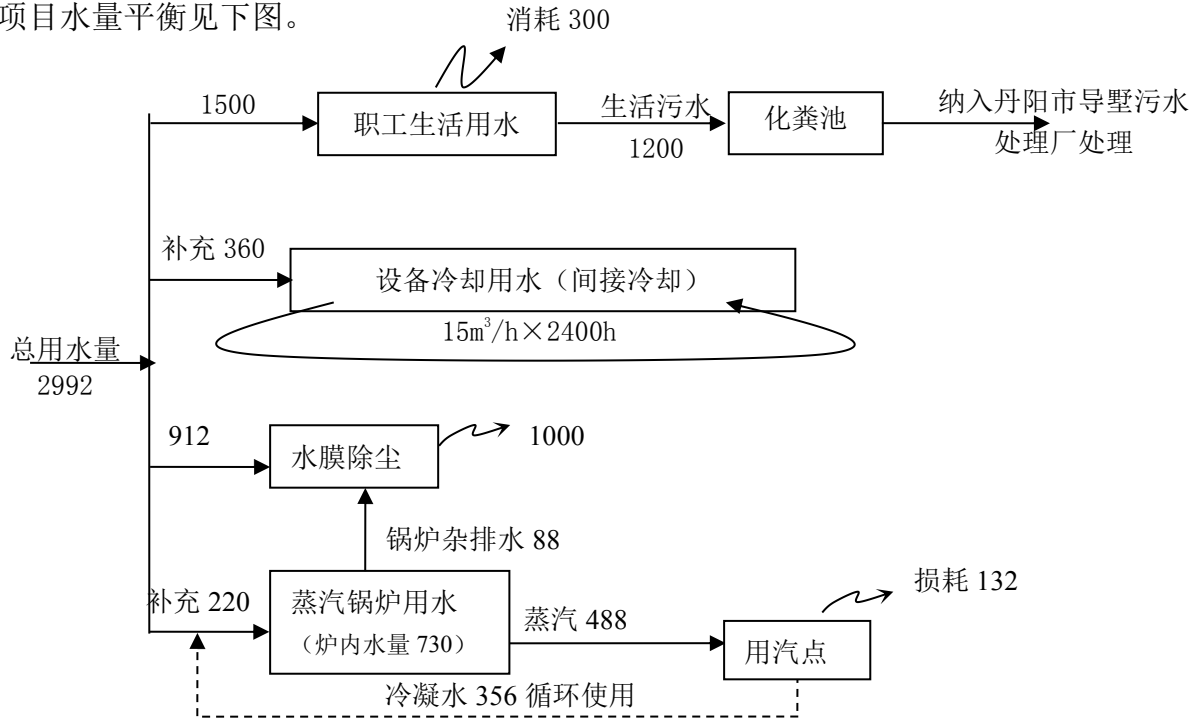 项目水量平衡见下图。
消耗 300
1500
职工生活用水
生活污水
1200
化粪池
纳入丹阳市导墅污水
处理厂处理
补充 360
设备冷却用水（间接冷却）
15m³/h×2400h
总用水量
2992
912
水膜除尘
1000
锅炉杂排水 88
补充 220
蒸汽锅炉用水
（炉内水量 730）
蒸汽 488
用汽点
损耗 132
冷凝水 356 循环使用